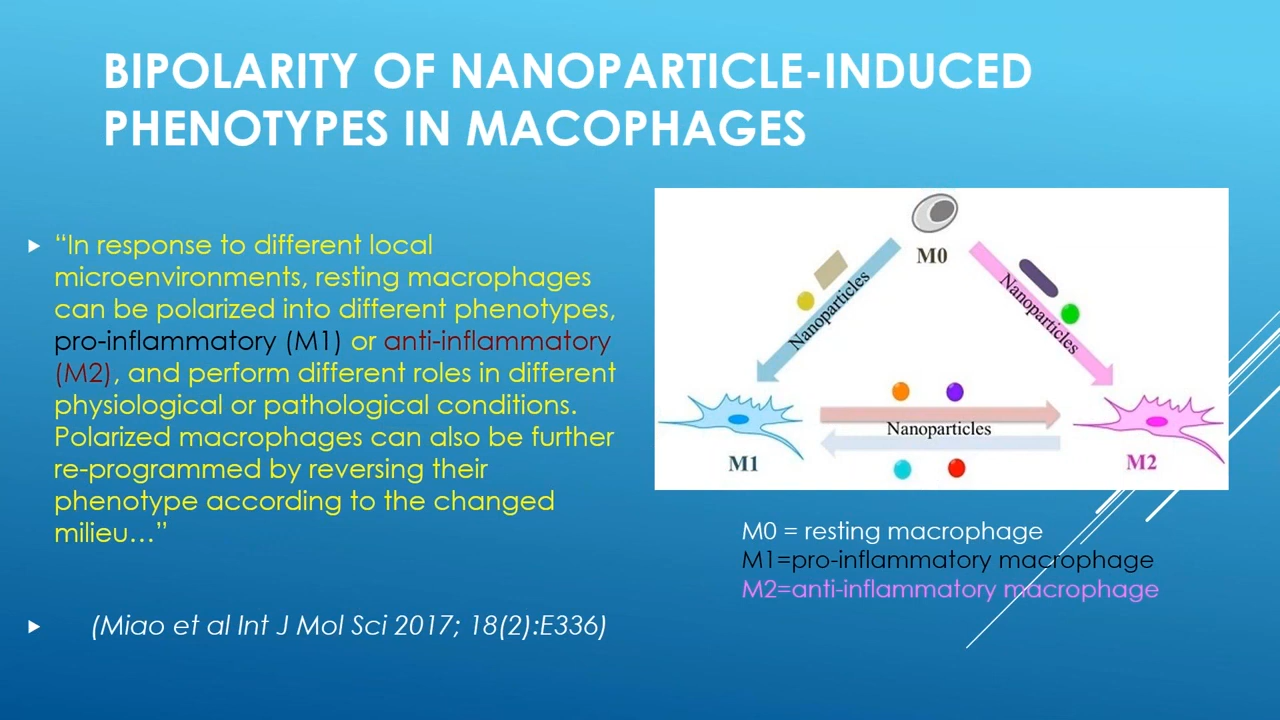 BIPOLARITY OF NANOPARTICLE-INDUCED
PHENOTYPES IN MACOPHAGES
“In response to different local
microenvironments, resting macrophages
can be polarized into different phenotypes,
pro-inflammatory (M1) or anti-inflammatory
(M2), and perform different roles in different
physiological or pathological conditions.
Polarized macrophages can also be further
re-programmed by reversing their
phenotype according to the changed
milieu…”
(Miao et al Int J Mol Sci 2017; 18(2):E336)
M0
Nanoparticles
Nanoparticles
Nanoparticles
M1
M2
M0 = resting macrophage
M1=pro-inflammatory macrophage
M2=anti-inflammatory macrophage